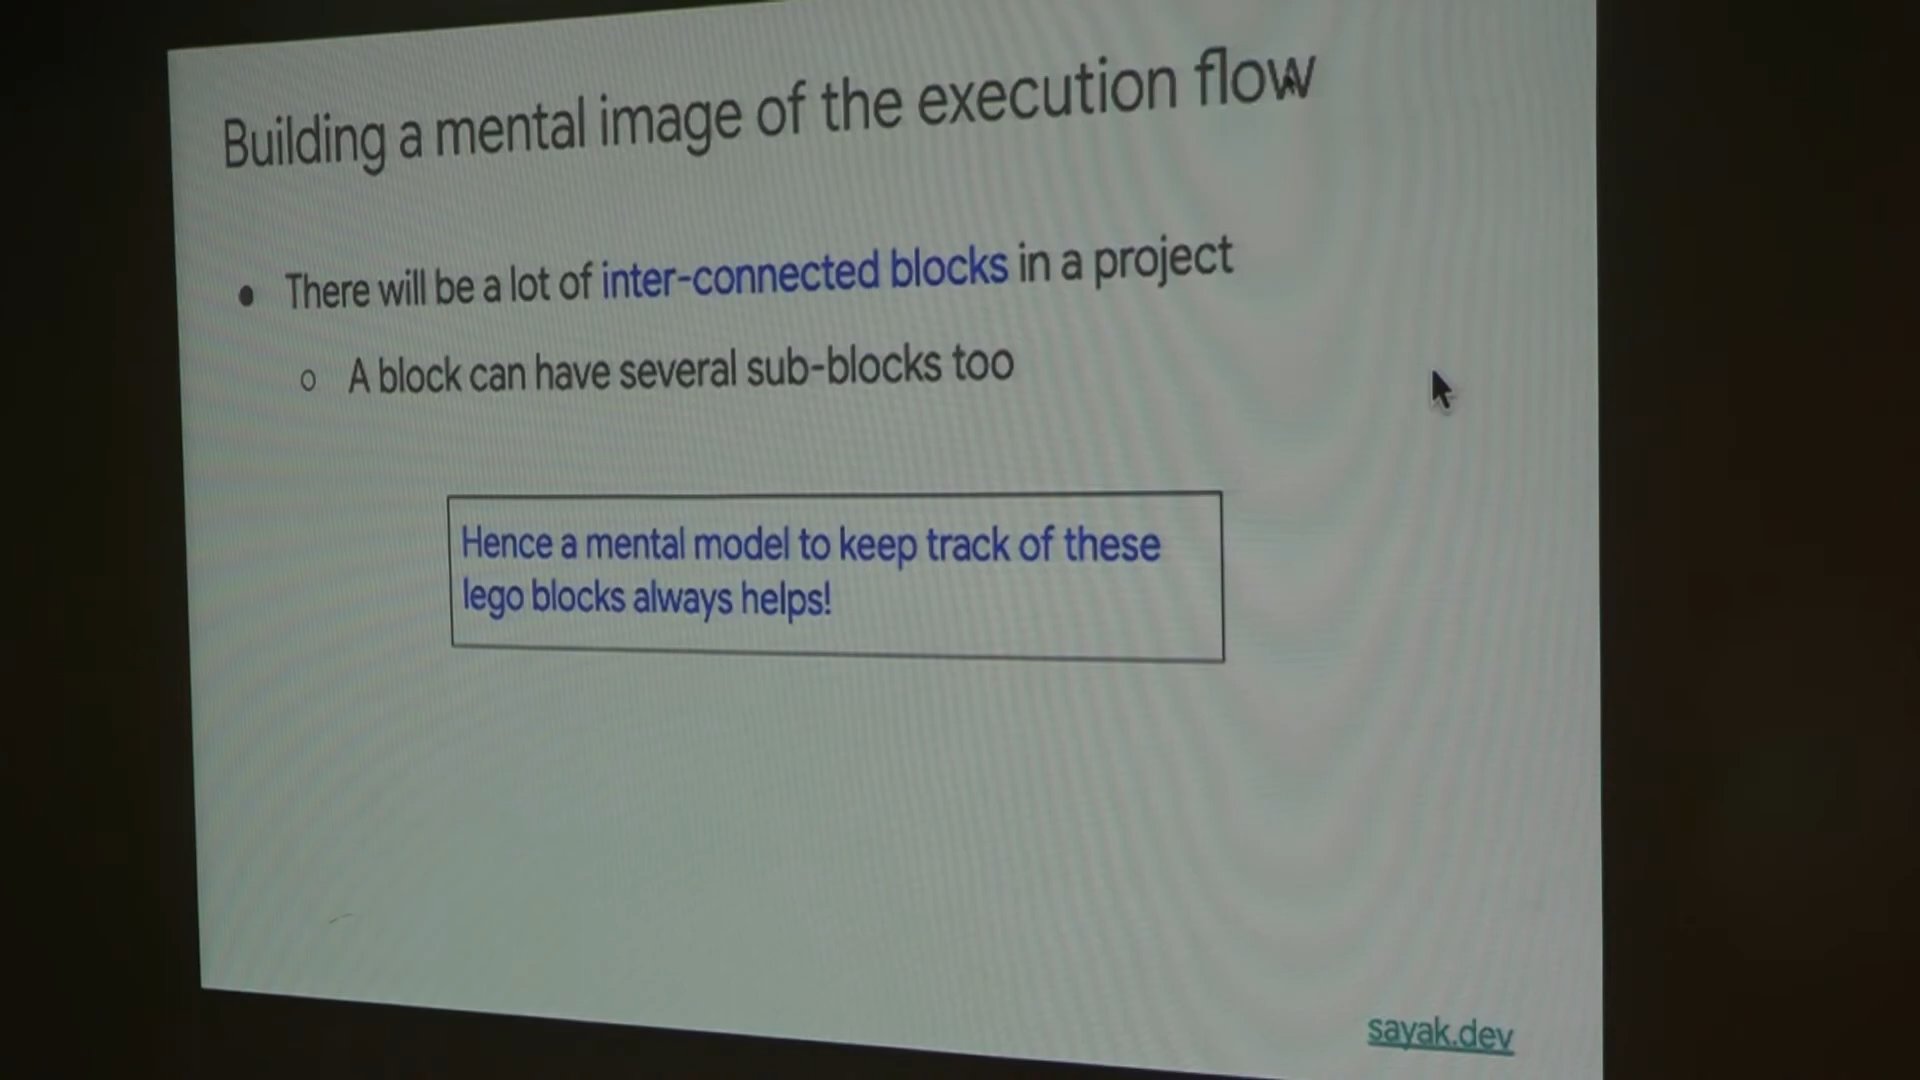 Building a mental image of the execution flow
● There will be a lot of inter-connected blocks in a project
○ A block can have several sub-blocks too
Hence a mental model to keep track of these
lego blocks always helps!
sayak.dev